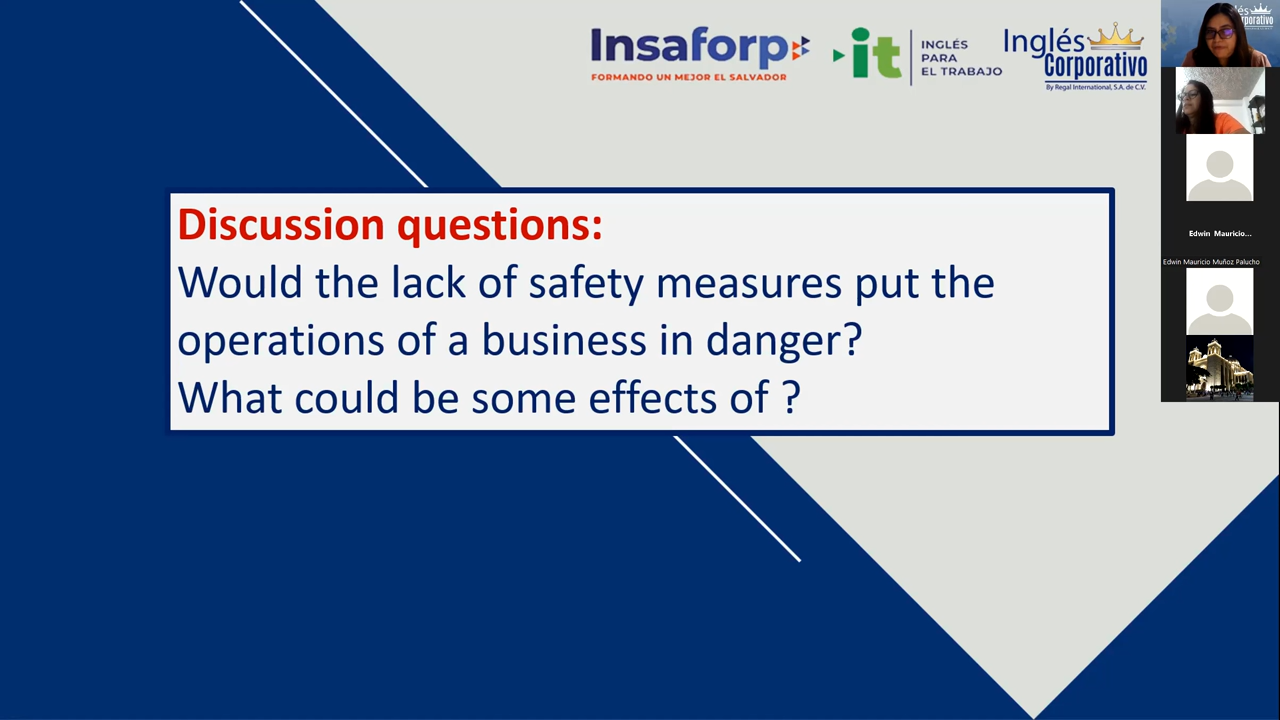 Insaforp
FORMANDO UN MEJOR EL SALVADOR
it
INGLÉS
PARA
EL TRABAJO
Inglés
Corporativo
By Regal International, S.A. de C.V.
Discussion questions:
Would the lack of safety measures put the
operations of a business in danger?
What could be some effects of ?
Edwin Mauricio...
Edwin Mauricio Muñoz Palucho